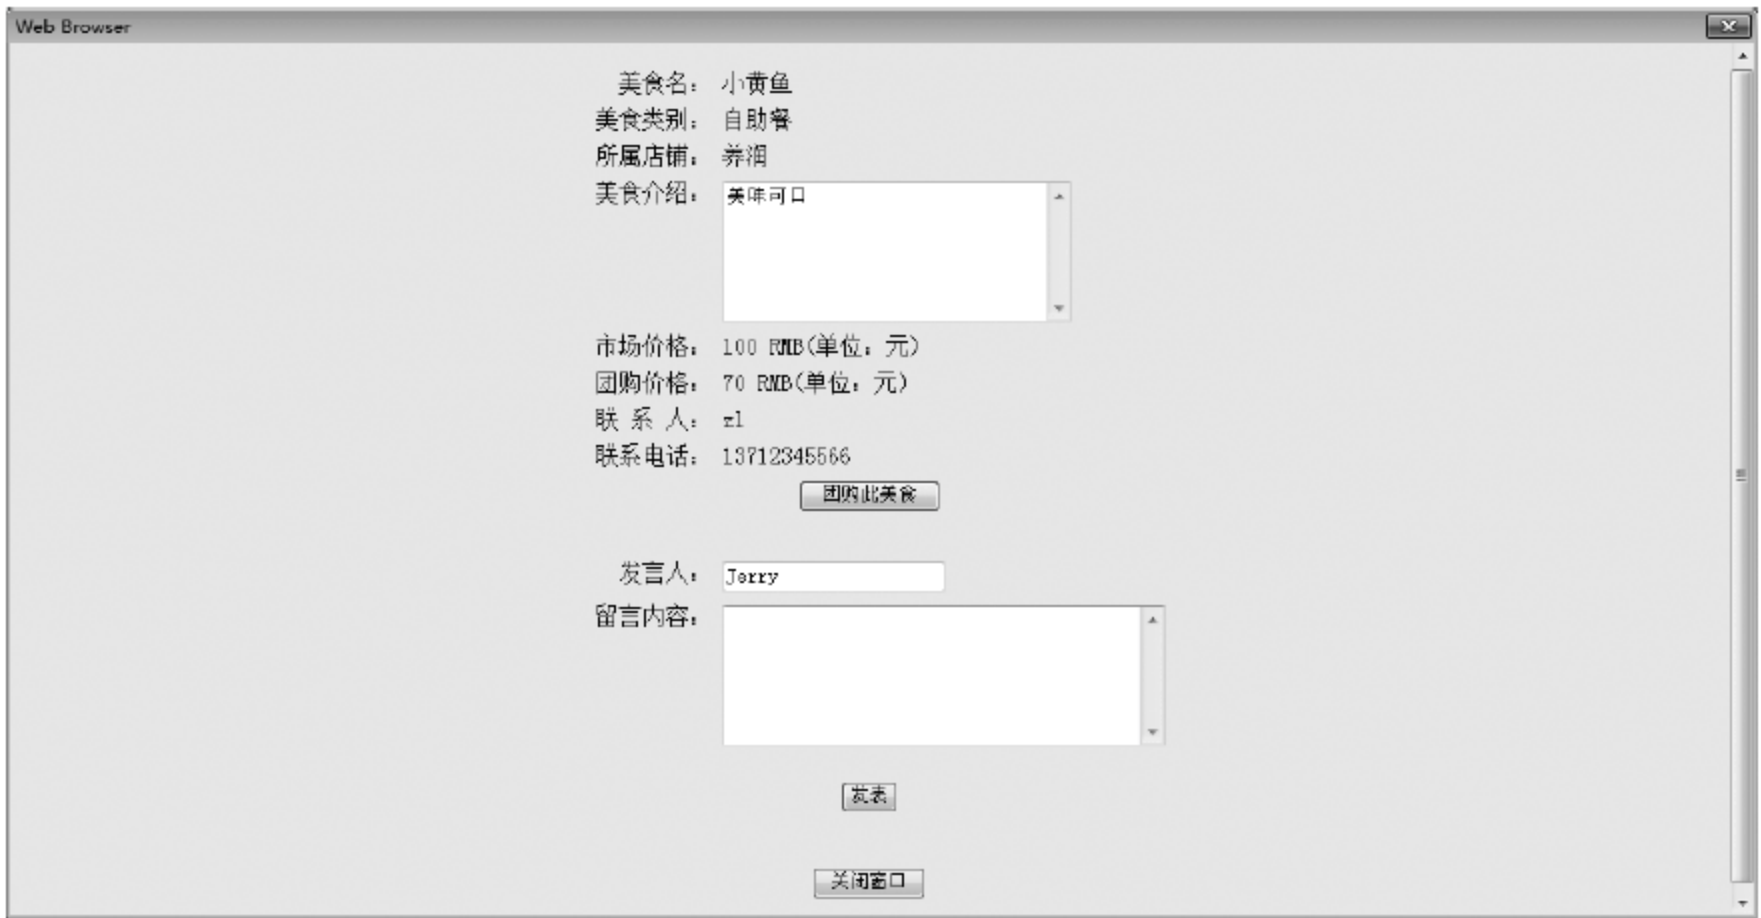 Web Browser
美食名： 小黄鱼
美食类别： 自助餐
所属店铺： 养润
美食介绍： 美味可口
市场价格： 100 RMB(单位：元)
团购价格： 70 RMB(单位：元)
联 系 人： zl
联系电话： 13712345566
团购此美食
发言人： Jerry
留言内容：
发表
关闭窗口